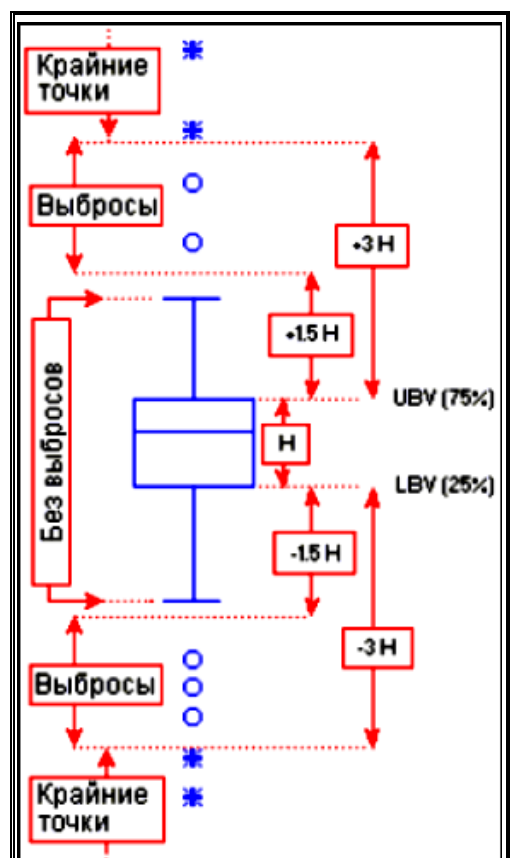 Крайние
точки
Выбросы
+3 H
+1.5 H
UBV (75%)
H
Без выбросов
LBV (25%)
-1.5 H
-3 H
Выбросы
Крайние
точки